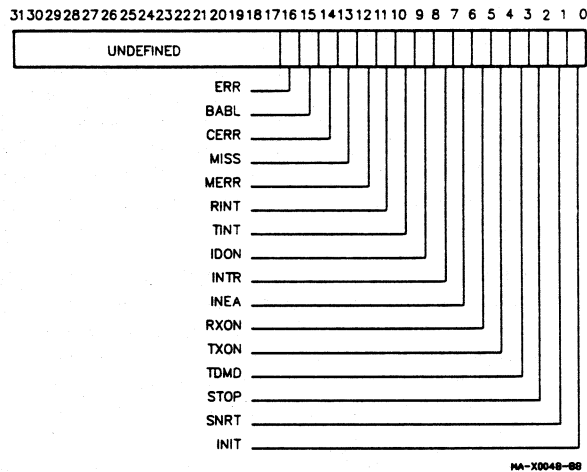 31 30 29 28 27 26 25 24 23 22 21 20 19 18 17 16 15 14 13 12 11 10 9 8 7 6 5 4 3 2 1 0
UNDEFINED
ERR
BABL
CERR
MISS
MERR
RINT
TINT
IDON
INTR
INEA
RXON
TXON
TDMD
STOP
SNRT
INIT
MA-X0048-88